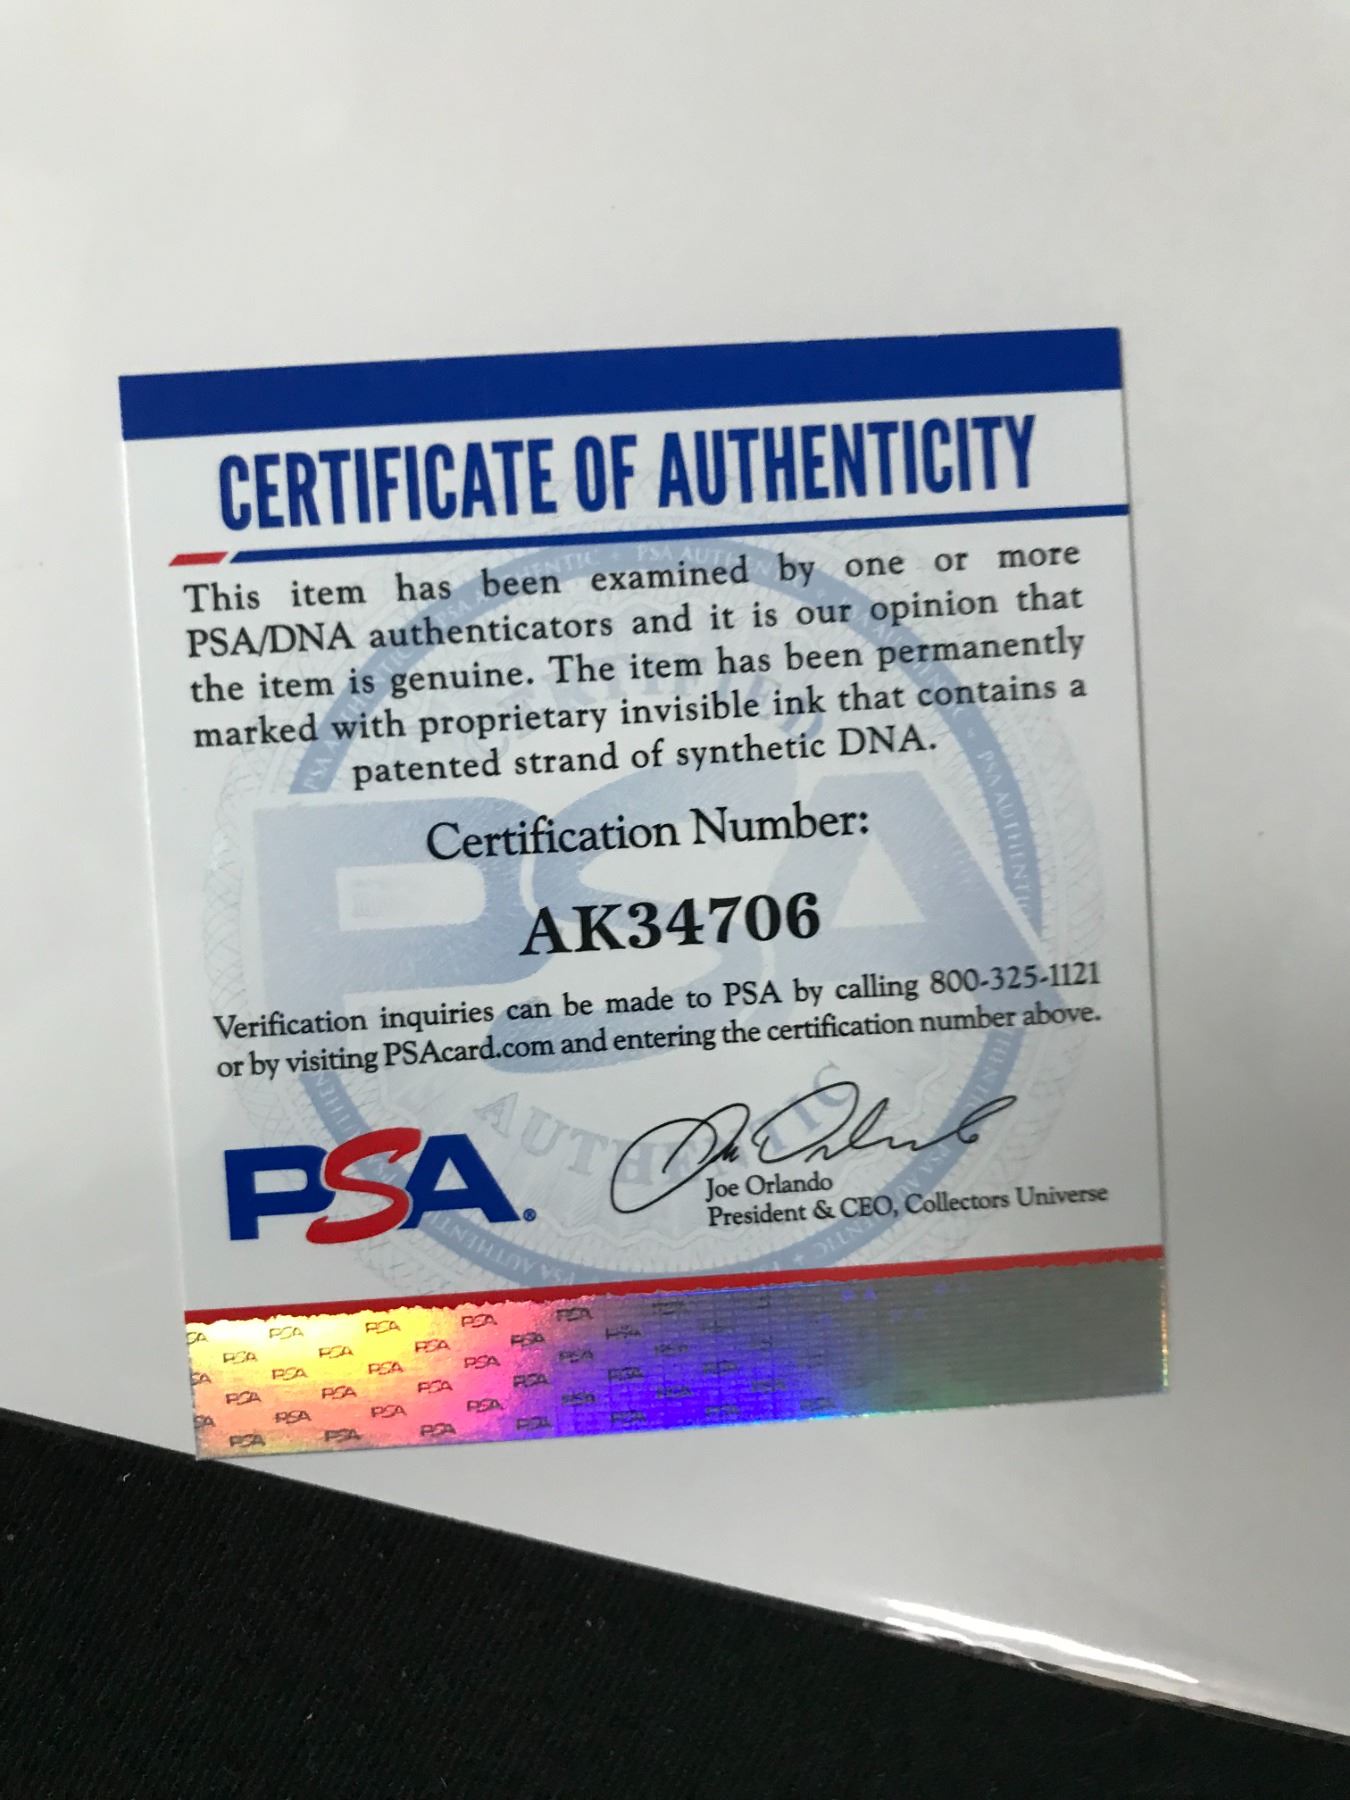 CERTIFICATE OF AUTHENTICITY
This item has been examined by one or more
PSA/DNA authenticators and it is our opinion that
the item is genuine. The item has been permanently
marked with proprietary invisible ink that contains a
patented strand of synthetic DNA.
Certification Number:
AK34706
Verification inquiries can be made to PSA by calling 800-325-1121
or by visiting PSAcard.com and entering the certification number above.
AUTHENTIC
PSA®
Joe Orlando
President & CEO, Collectors Universe